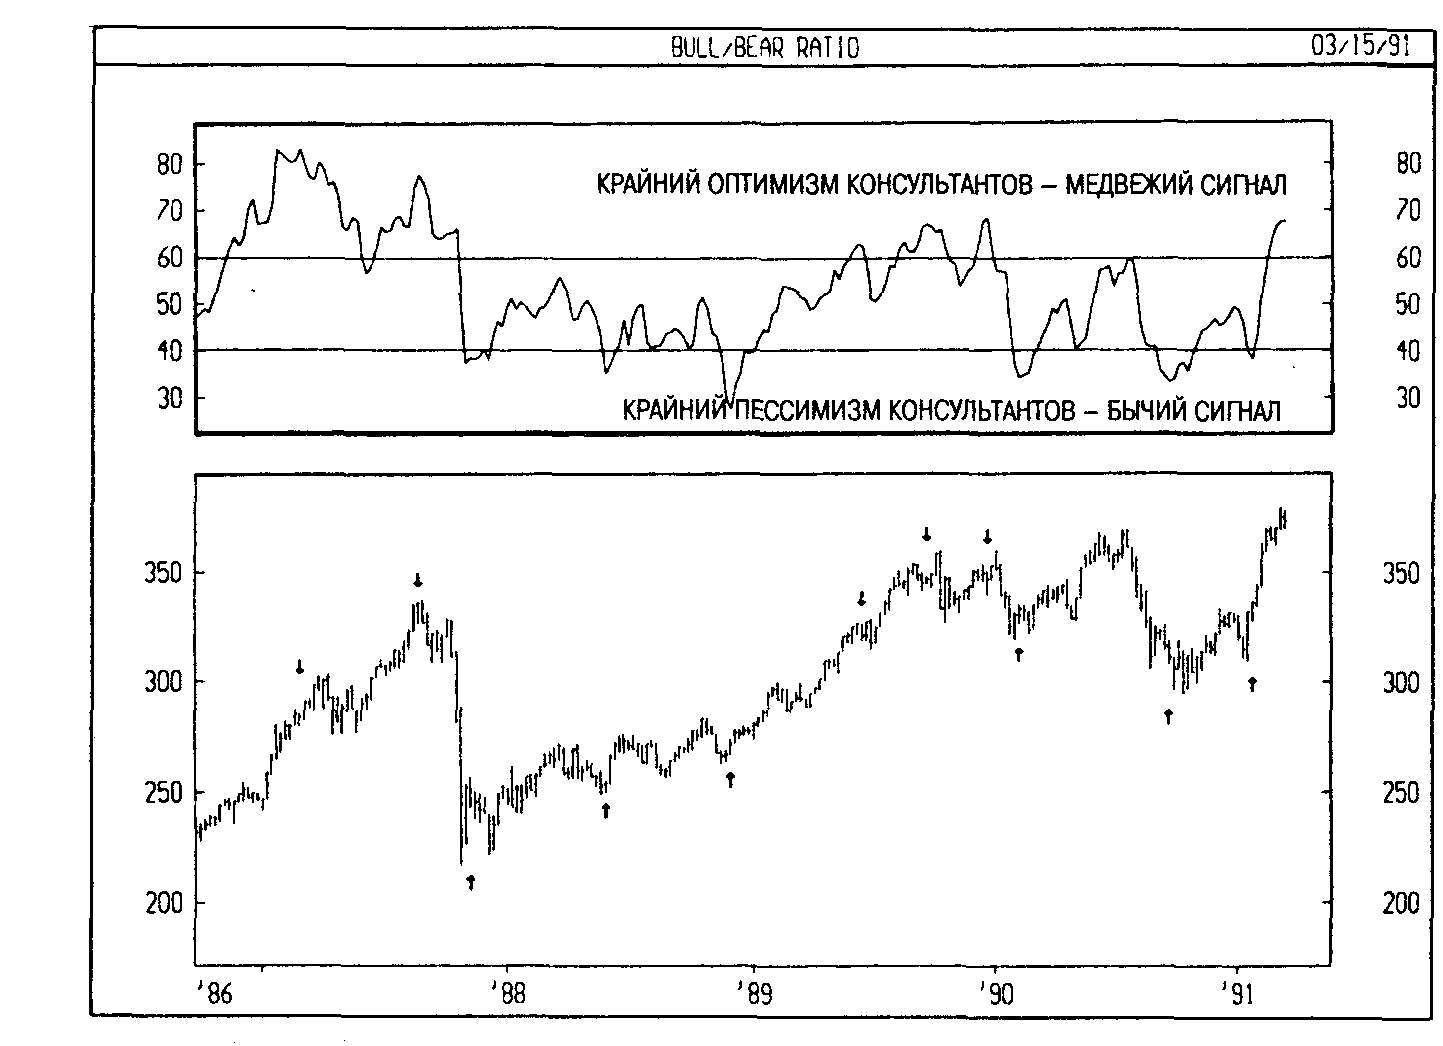 BULL/BEAR RATIO 03/15/91
80 80
КРАЙНИЙ ОПТИМИЗМ КОНСУЛЬТАНТОВ – МЕДВЕЖИЙ СИГНАЛ
70 70
60 60
50 50
40 40
30 30
КРАЙНИЙ ПЕССИМИЗМ КОНСУЛЬТАНТОВ – БЫЧИЙ СИГНАЛ
350 350
300 300
250 250
200 200
'86 '88 '89 '90 '91